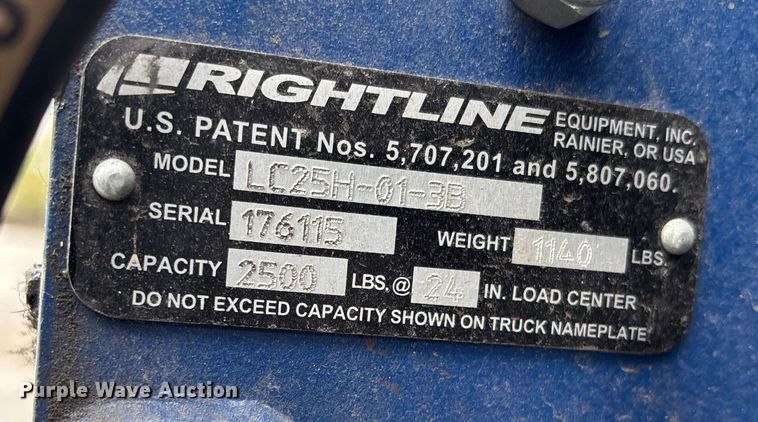 RIGHTLINE EQUIPMENT, INC.
RAINIER, OR USA
U.S. PATENT Nos. 5,707,201 and 5,807,060.
MODEL LC25H-01-3B
SERIAL 176115 WEIGHT 1140 LBS.
CAPACITY 2500 LBS. @ 24 IN. LOAD CENTER
DO NOT EXCEED CAPACITY SHOWN ON TRUCK NAMEPLATE
Purple Wave Auction